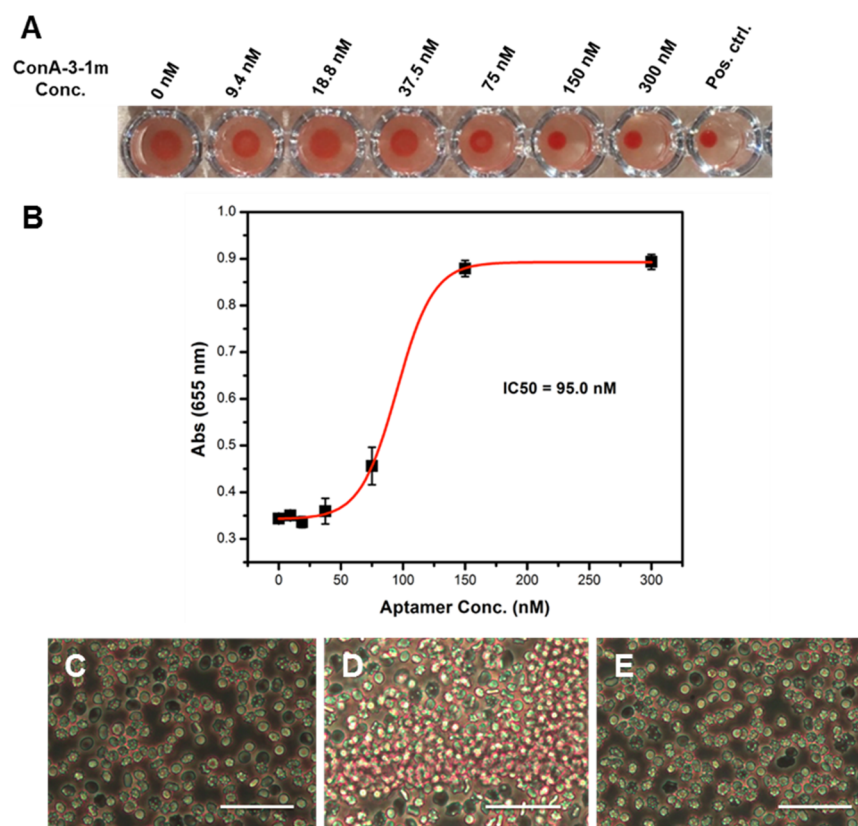 A
ConA-3-1m
Conc.
0 nM
9.4 nM
18.8 nM
37.5 nM
75 nM
150 nM
300 nM
Pos. ctrl.
B
1.0
0.9
0.8
0.7
0.6
0.5
0.4
0.3
Abs (655 nm)
IC50 = 95.0 nM
0 50 100 150 200 250 300
Aptamer Conc. (nM)
C
D
E